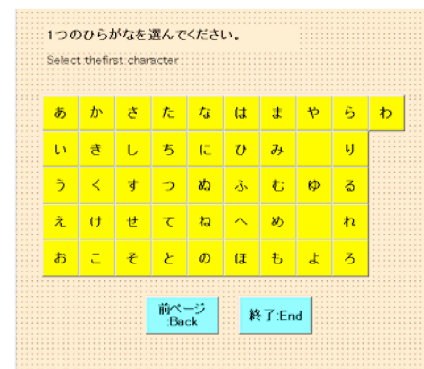 1つのひらがなを選んでください。
Select thefirst character
あ か さ た な は ま や ら わ
い き し ち に ひ み り
う く す つ ぬ ふ む ゆ る
え け せ て ね へ め れ
お こ そ と の ほ も よ ろ
前ページ
:Back
終了:End